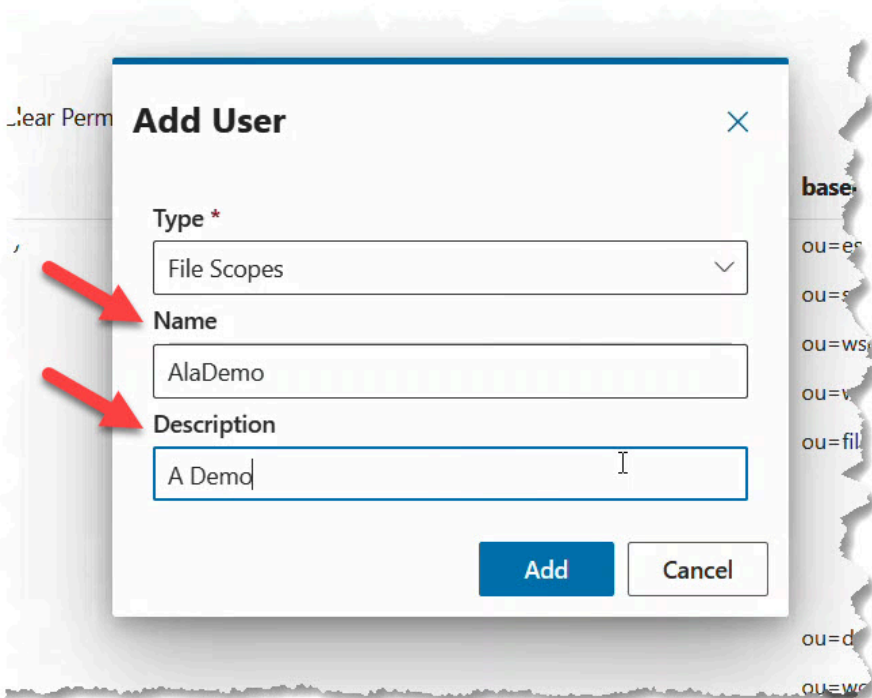 Add User
Type *
File Scopes
Name
AlaDemo
Description
A Demo
Add
Cancel